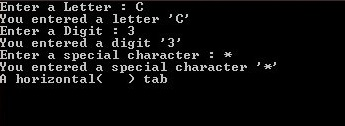 Enter a Letter : C
You entered a letter 'C'
Enter a Digit : 3
You entered a digit '3'
Enter a special character : *
You entered a special character '*'
A horizontal(   ) tab